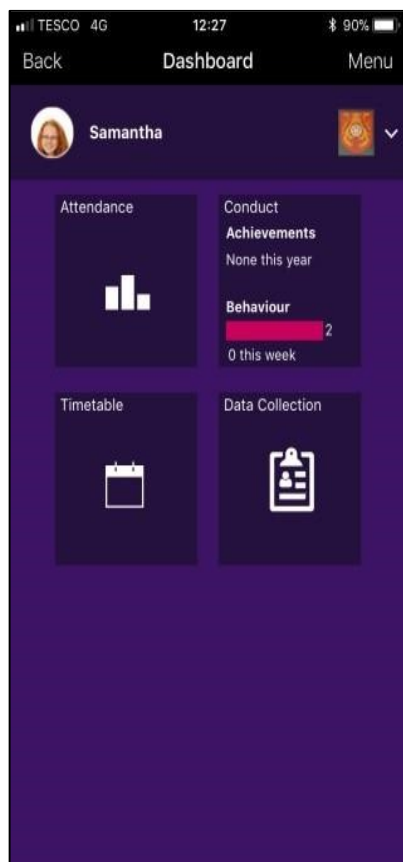 TESCO 4G 12:27 90%
Back Dashboard Menu
Samantha
Attendance
Conduct
Achievements
None this year
Behaviour
2
0 this week
Timetable
Data Collection